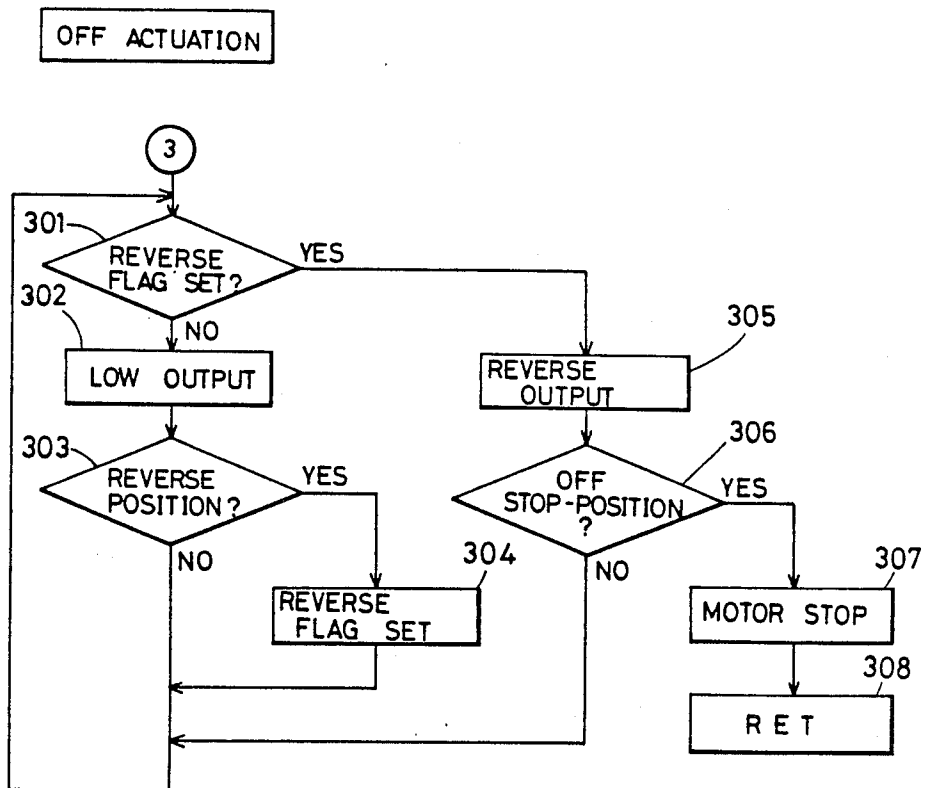 OFF ACTUATION
3
301
REVERSE
FLAG SET?
YES
NO
302
LOW OUTPUT
303
REVERSE
POSITION?
YES
NO
304
REVERSE
FLAG SET
305
REVERSE
OUTPUT
306
OFF
STOP-POSITION
?
YES
NO
307
MOTOR STOP
308
RET